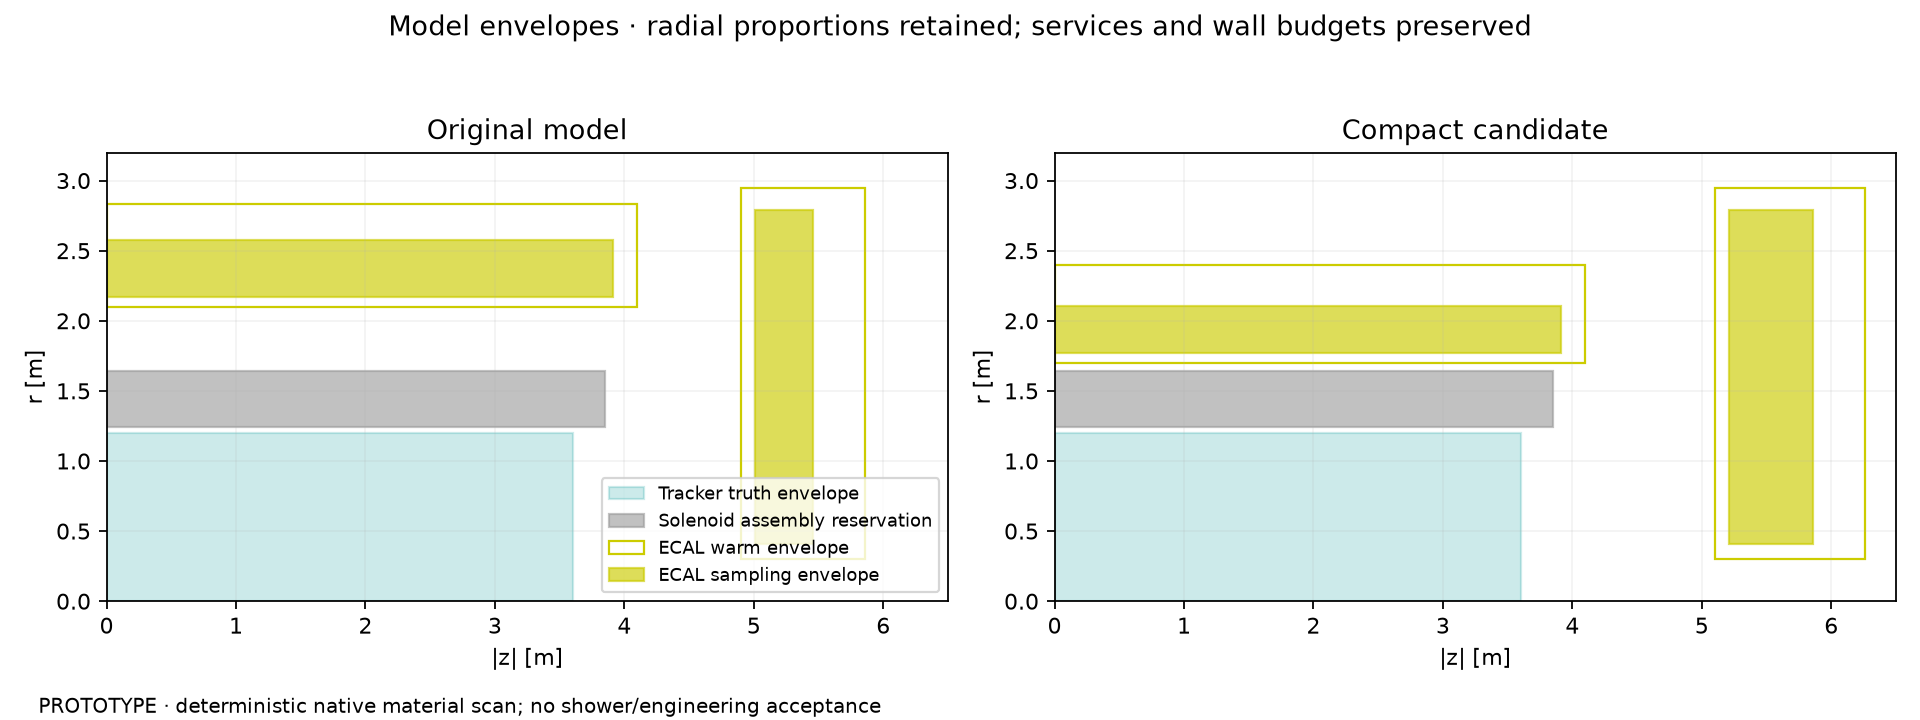 Model envelopes · radial proportions retained; services and wall budgets preserved
Original model
3.0
2.5
2.0
1.5
1.0
0.5
0.0
r [m]
0 1 2 3 4 5 6
|z| [m]
Tracker truth envelope
Solenoid assembly reservation
ECAL warm envelope
ECAL sampling envelope
Compact candidate
3.0
2.5
2.0
1.5
1.0
0.5
0.0
r [m]
0 1 2 3 4 5 6
|z| [m]
PROTOTYPE · deterministic native material scan; no shower/engineering acceptance